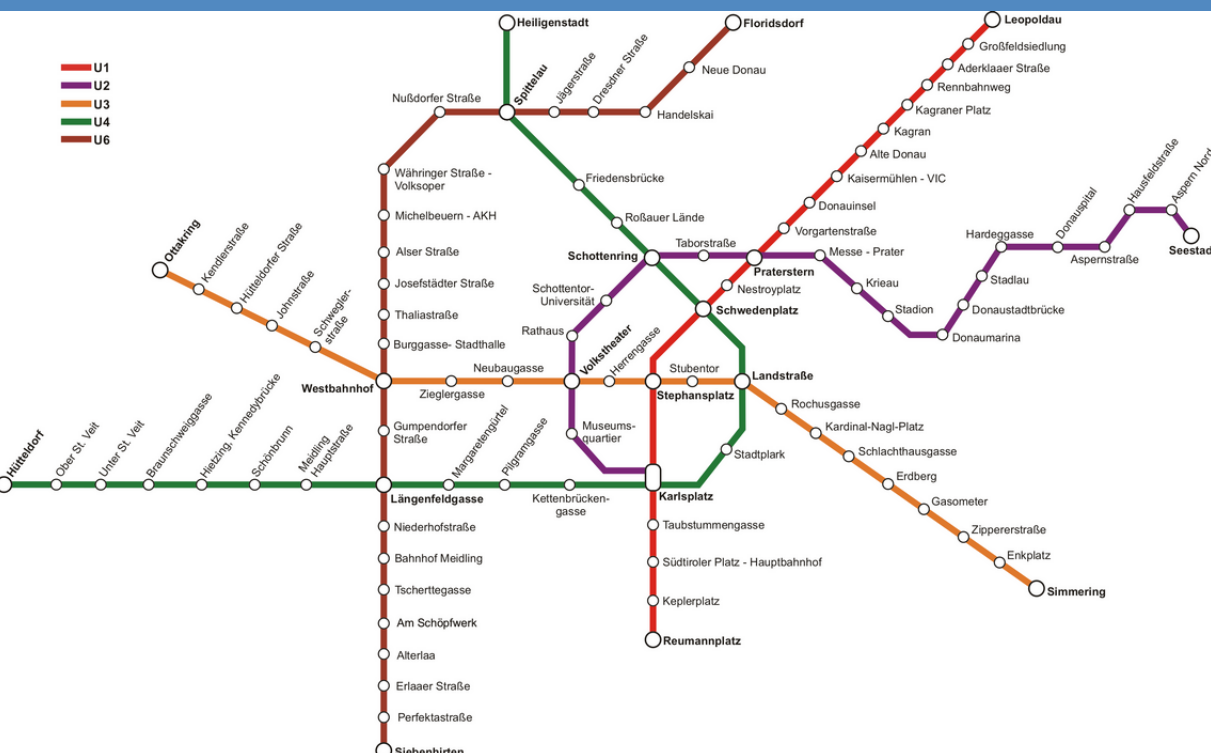 U1
U2
U3
U4
U6
Heiligenstadt
Floridsdorf
Leopoldau
Spittelau
Jägerstraße
Dresdner Straße
Neue Donau
Handelskai
Nußdorfer Straße
Großfeldsiedlung
Aderklaaer Straße
Rennbahnweg
Kagraner Platz
Kagran
Alte Donau
Kaisermühlen - VIC
Donauinsel
Vorgartenstraße
Währinger Straße -
Volksoper
Michelbeuern - AKH
Alser Straße
Josefstädter Straße
Thaliastraße
Burggasse- Stadthalle
Westbahnhof
Friedensbrücke
Roßauer Lände
Schottenring
Taborstraße
Praterstern
Messe - Prater
Krieau
Stadion
Donaumarina
Donaustadtbrücke
Stadlau
Hardeggasse
Donauspital
Aspernstraße
Hausfeldstraße
Aspern Nord
Seestad
Nestroyplatz
Schwedenplatz
Schottentor-
Universität
Rathaus
Volkstheater
Herrengasse
Stubentor
Landstraße
Stephansplatz
Ottakring
Kendlerstraße
Hütteldorfer Straße
Johnstraße
Schwegler-
straße
Zieglergasse
Neubaugasse
Rochusgasse
Kardinal-Nagl-Platz
Schlachthausgasse
Erdberg
Gasometer
Zippererstraße
Enkplatz
Simmering
Museums-
quartier
Stadtpark
Karlsplatz
Hütteldorf
Ober St. Veit
Unter St. Veit
Braunschweiggasse
Hietzing, Kennedybrücke
Schönbrunn
Meidling
Hauptstraße
Gumpendorfer
Straße
Längenfeldgasse
Margaretengürtel
Pilgramgasse
Kettenbrücken-
gasse
Niederhofstraße
Bahnhof Meidling
Tscherttegasse
Am Schöpfwerk
Alterlaa
Erlaaer Straße
Perfektastraße
Siebenhirten
Taubstummengasse
Südtiroler Platz - Hauptbahnhof
Keplerplatz
Reumannplatz